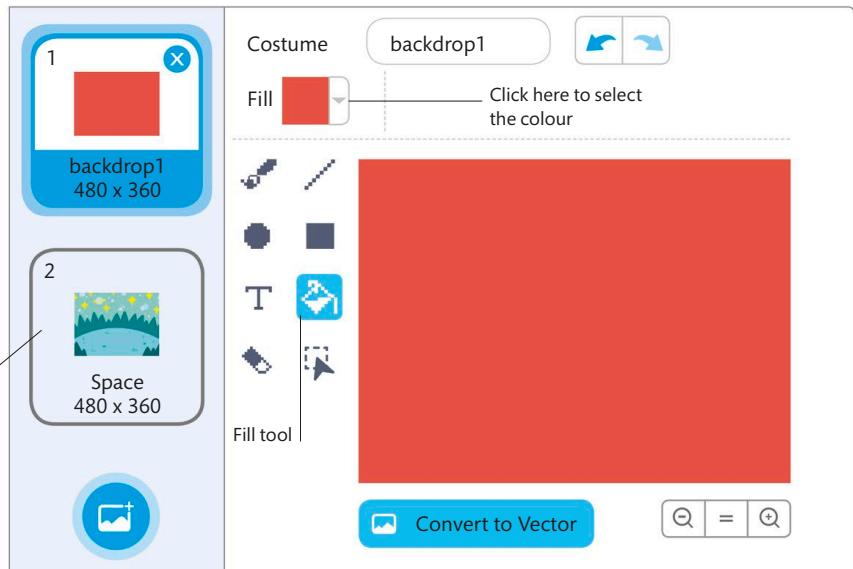 1
backdrop1
480 x 360
2
Space
480 x 360
Costume
backdrop1
Fill
Click here to select
the colour
T
Fill tool
Convert to Vector
=